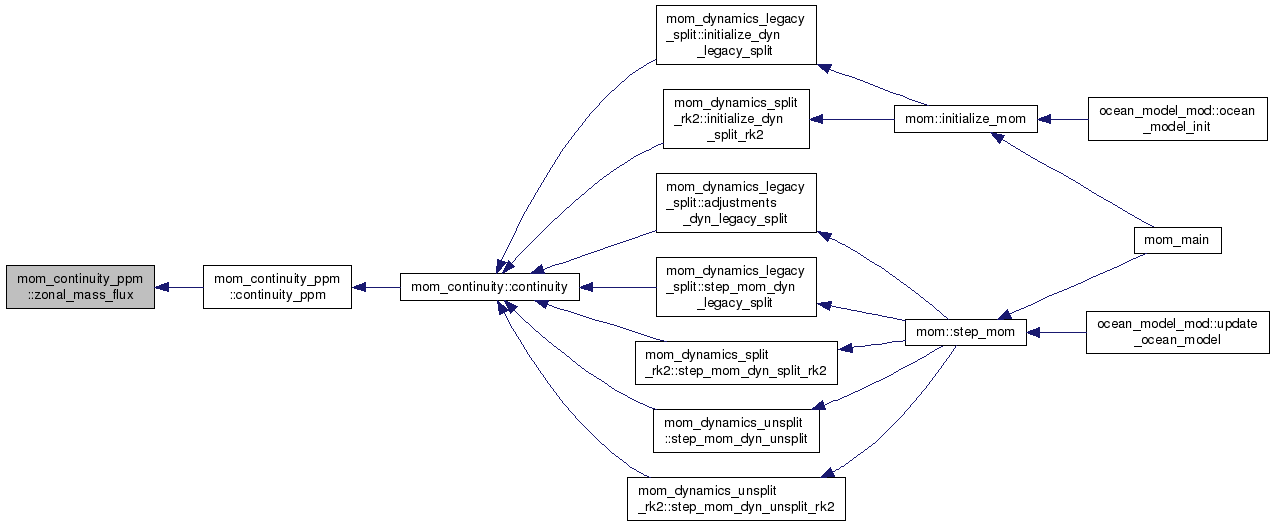 mom_dynamics_legacy
_split::initialize_dyn
_legacy_split
mom_dynamics_split
_rk2::initialize_dyn
_split_rk2
mom::initialize_mom
ocean_model_mod::ocean
_model_init
mom_dynamics_legacy
_split::adjustments
_dyn_legacy_split
mom_main
mom_continuity_ppm
::zonal_mass_flux
mom_continuity_ppm
::continuity_ppm
mom_continuity::continuity
mom_dynamics_legacy
_split::step_mom_dyn
_legacy_split
mom::step_mom
ocean_model_mod::update
_ocean_model
mom_dynamics_split
_rk2::step_mom_dyn_split_rk2
mom_dynamics_unsplit
::step_mom_dyn_unsplit
mom_dynamics_unsplit
_rk2::step_mom_dyn_unsplit_rk2